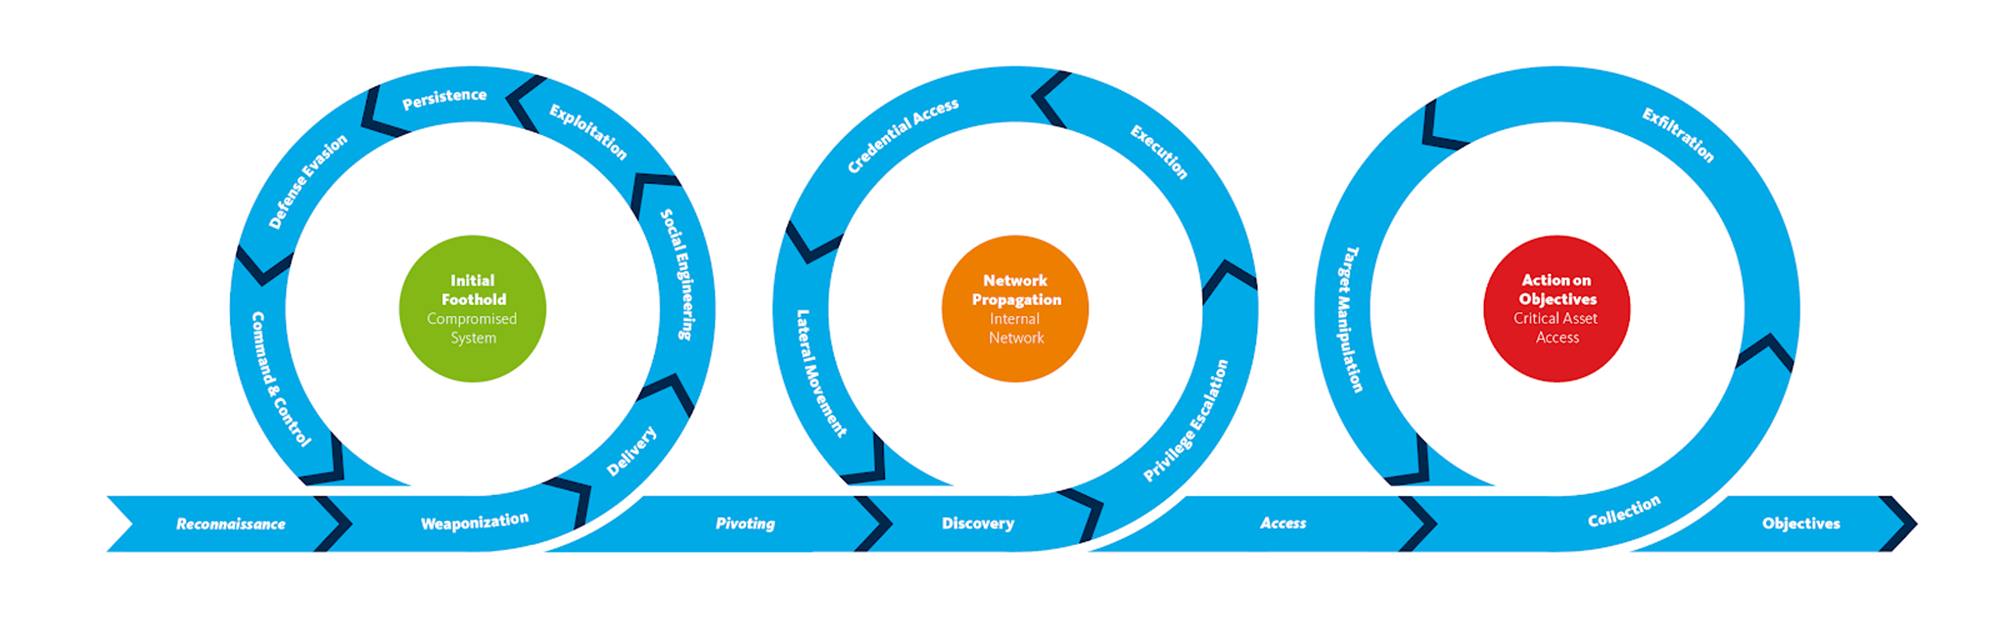 Reconnaissance
Weaponization
Delivery
Social Engineering
Exploitation
Persistence
Defense Evasion
Command & Control
Initial
Foothold
Compromised
System
Pivoting
Discovery
Privilege Escalation
Execution
Credential Access
Lateral Movement
Network
Propagation
Internal
Network
Access
Collection
Exfiltration
Target Manipulation
Action on
Objectives
Critical Asset
Access
Objectives